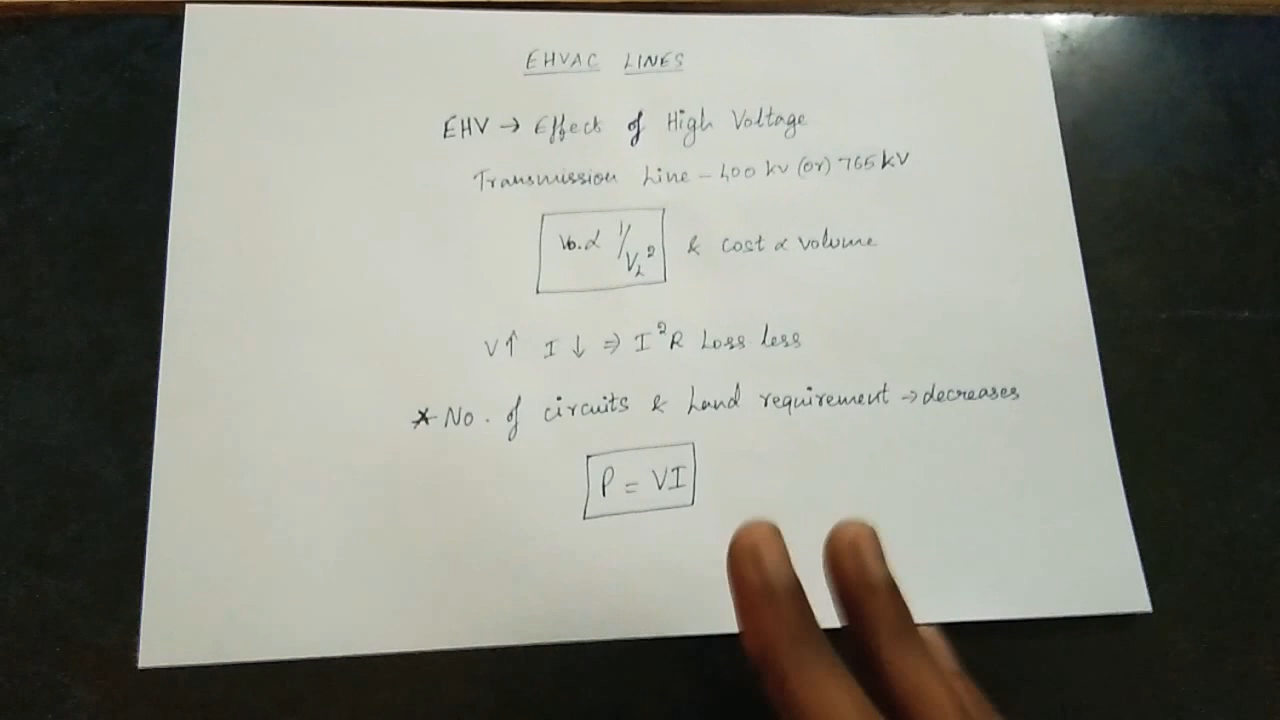 EHVAC LINES
EHV → Effect of High Voltage
Transmission Line - 400 kv (or) 765 kV
Vo. ∝ 1/V_L² & cost ∝ volume
V↑ I↓ ⇒ I²R Loss less
* No. of circuits & Land requirement → decreases
P = VI